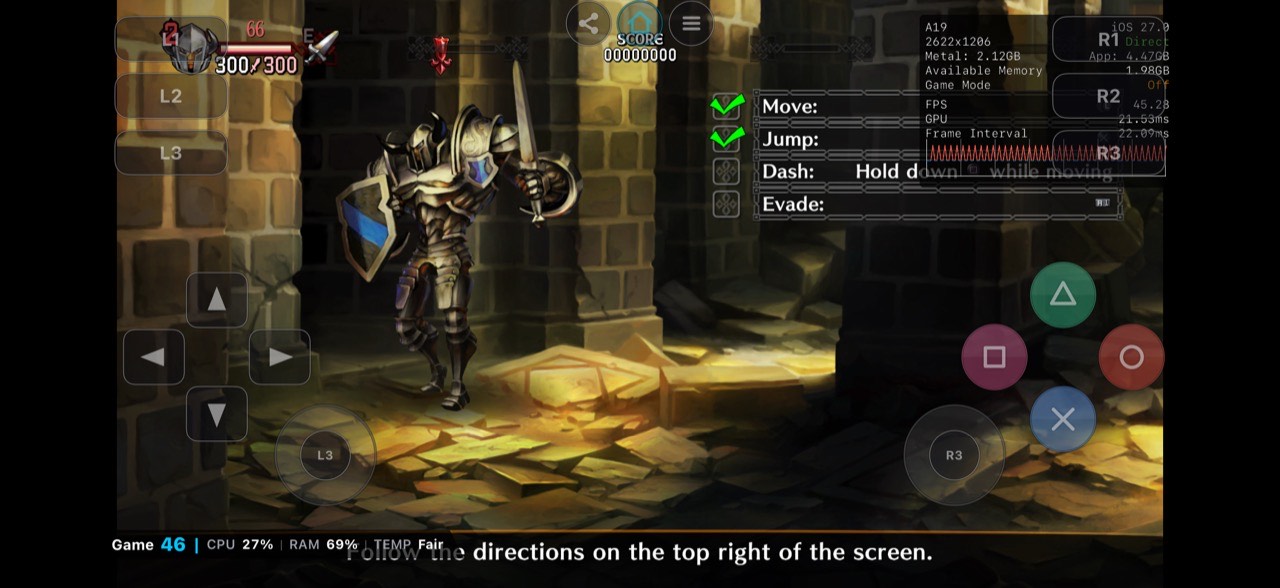 66
E
300/300
SCORE
00000000
L2
L3
A19
iOS 27.0
2622x1206
Direct
Metal: 2.12GB
App: 4.47GB
Available Memory
1.98GB
Game Mode
Off
FPS
45.28
GPU
21.53ms
Frame Interval
22.09ms
R1
R2
R3
Move:
Jump:
Dash: Hold down while moving.
Evade:
L3
R3
Game 46 | CPU 27% | RAM 69% | TEMP Fair
Follow the directions on the top right of the screen.